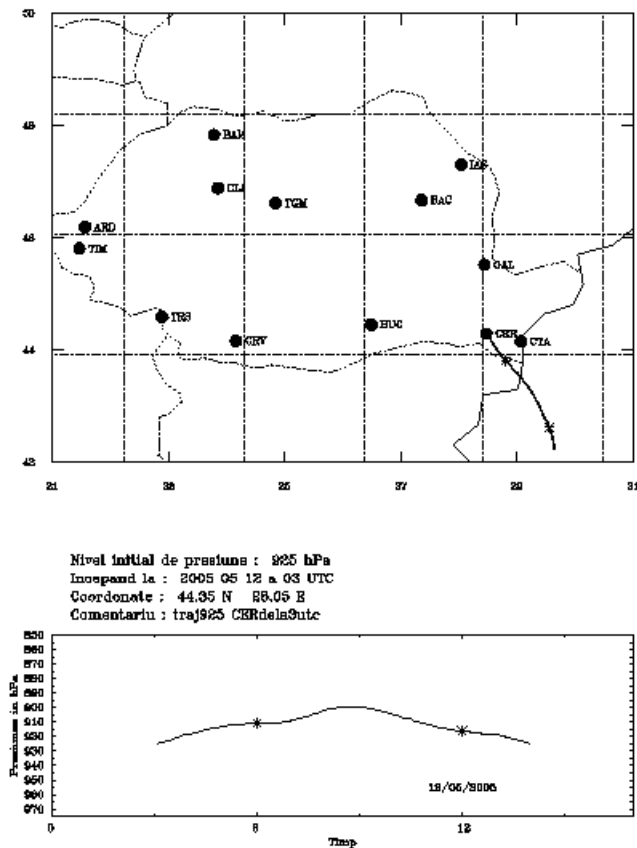 50
BAM
48
IAS
CLJ
TGM
BAC
ARD
46
TIM
GAL
TRS
CRV
BUC
CER
CTA
44
42
21 23 25 27 29 31
Nivel initial de presiune : 925 hPa
Incepand la : 2005 05 12 a 03 UTC
Coordonate : 44.35 N 28.05 E
Comentariu : traj925 CERdela3utc
Presiunea in hPa
850
860
870
880
890
900
910
920
930
940
950
960
970
12/05/2005
0 6 12
Timp